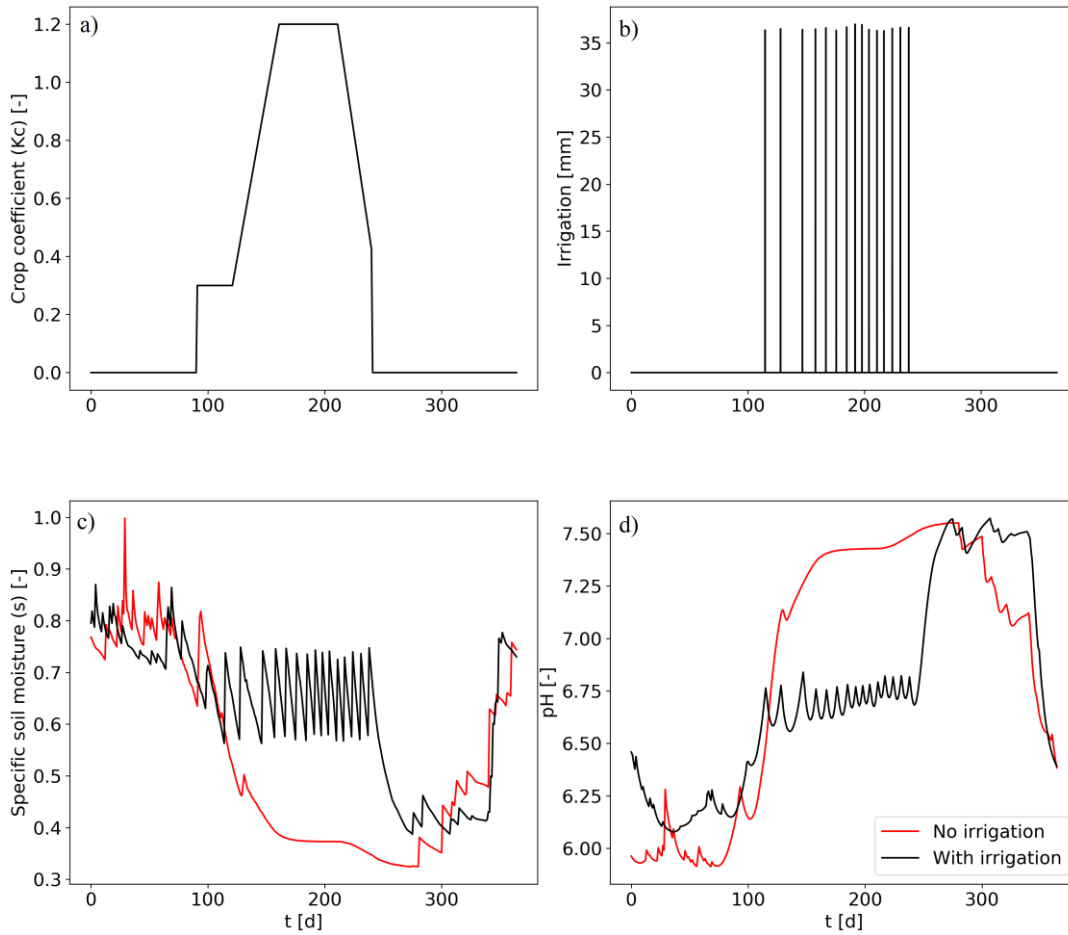 a)
Crop coefficient (Kc) [-]
1.2
1.0
0.8
0.6
0.4
0.2
0.0
0 100 200 300
b)
Irrigation [mm]
35
30
25
20
15
10
5
0
0 100 200 300
c)
Specific soil moisture (s) [-]
1.0
0.9
0.8
0.7
0.6
0.5
0.4
0.3
0 100 200 300
t [d]
d)
pH [-]
7.50
7.25
7.00
6.75
6.50
6.25
6.00
0 100 200 300
t [d]
No irrigation
With irrigation